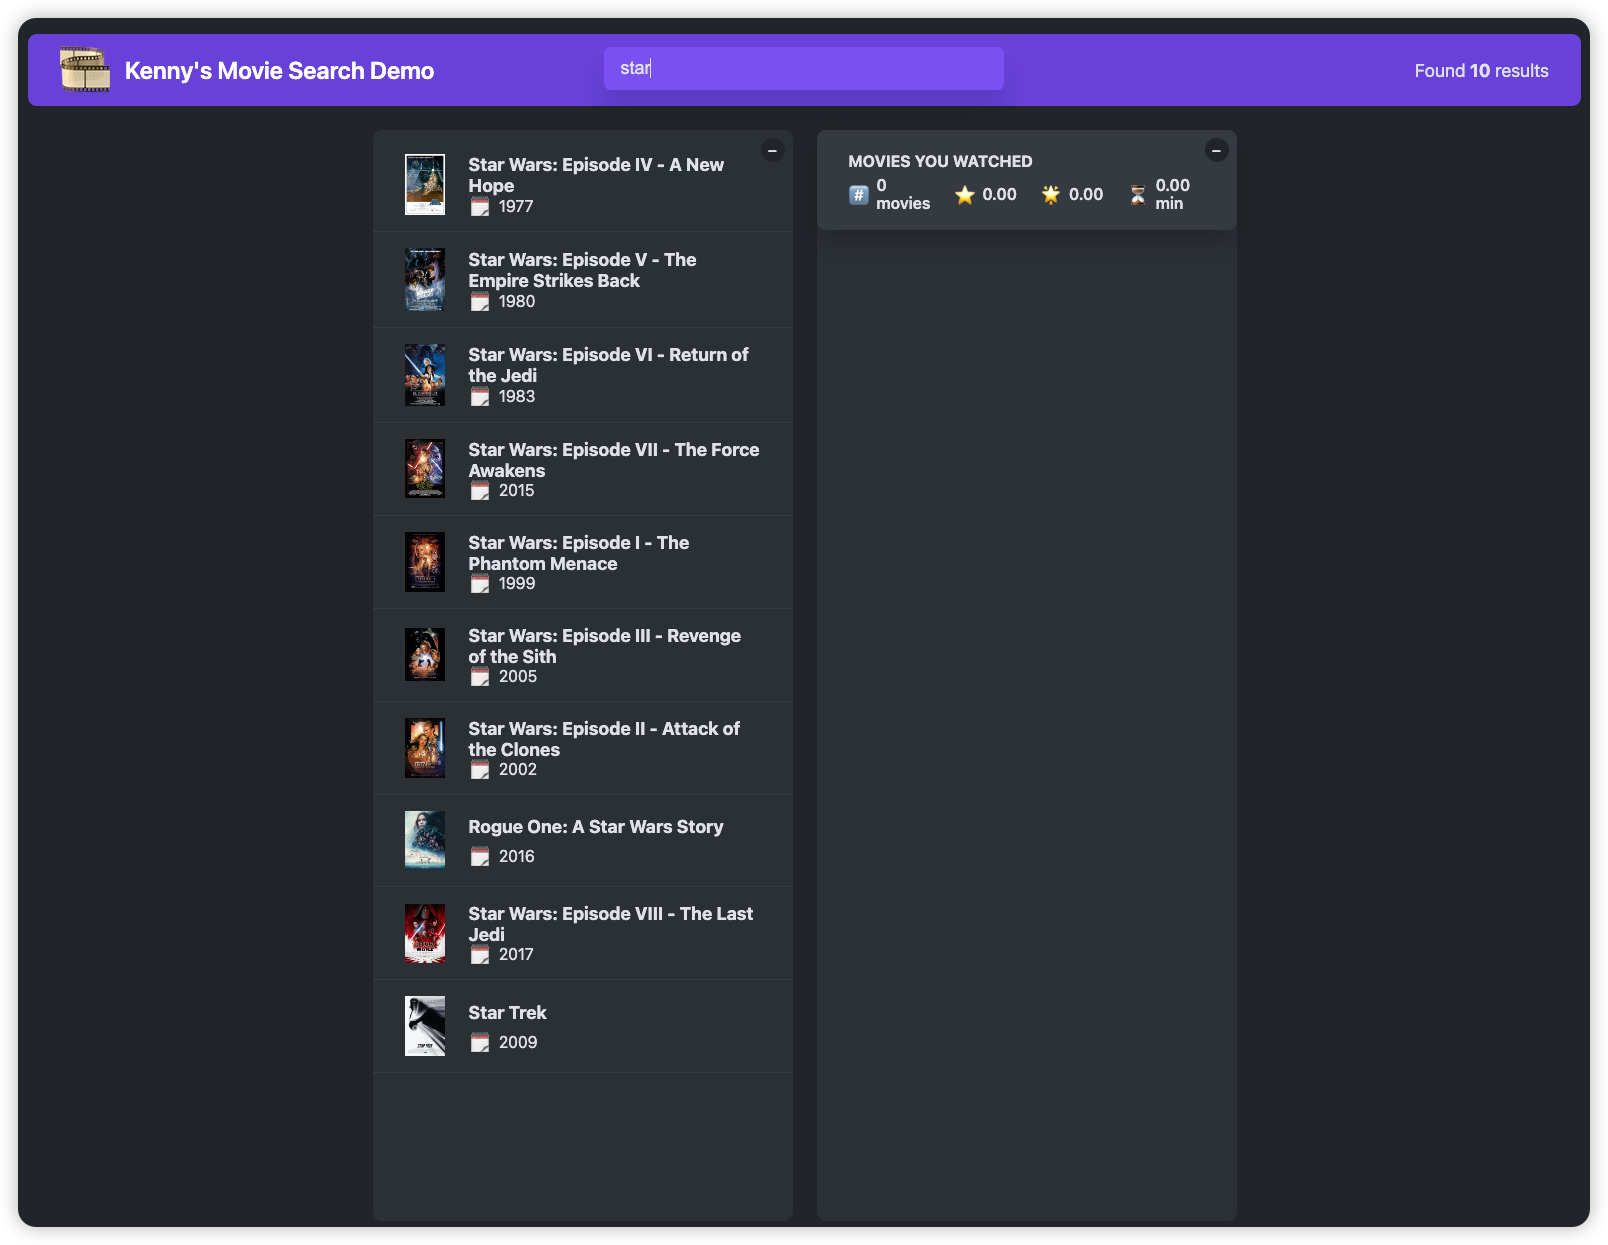 Kenny's Movie Search Demo
star
Found 10 results
Star Wars: Episode IV - A New
Hope
1977
Star Wars: Episode V - The
Empire Strikes Back
1980
Star Wars: Episode VI - Return of
the Jedi
1983
Star Wars: Episode VII - The Force
Awakens
2015
Star Wars: Episode I - The
Phantom Menace
1999
Star Wars: Episode III - Revenge
of the Sith
2005
Star Wars: Episode II - Attack of
the Clones
2002
Rogue One: A Star Wars Story
2016
Star Wars: Episode VIII - The Last
Jedi
2017
Star Trek
2009
MOVIES YOU WATCHED
# 0 movies
0.00
0.00
0.00 min